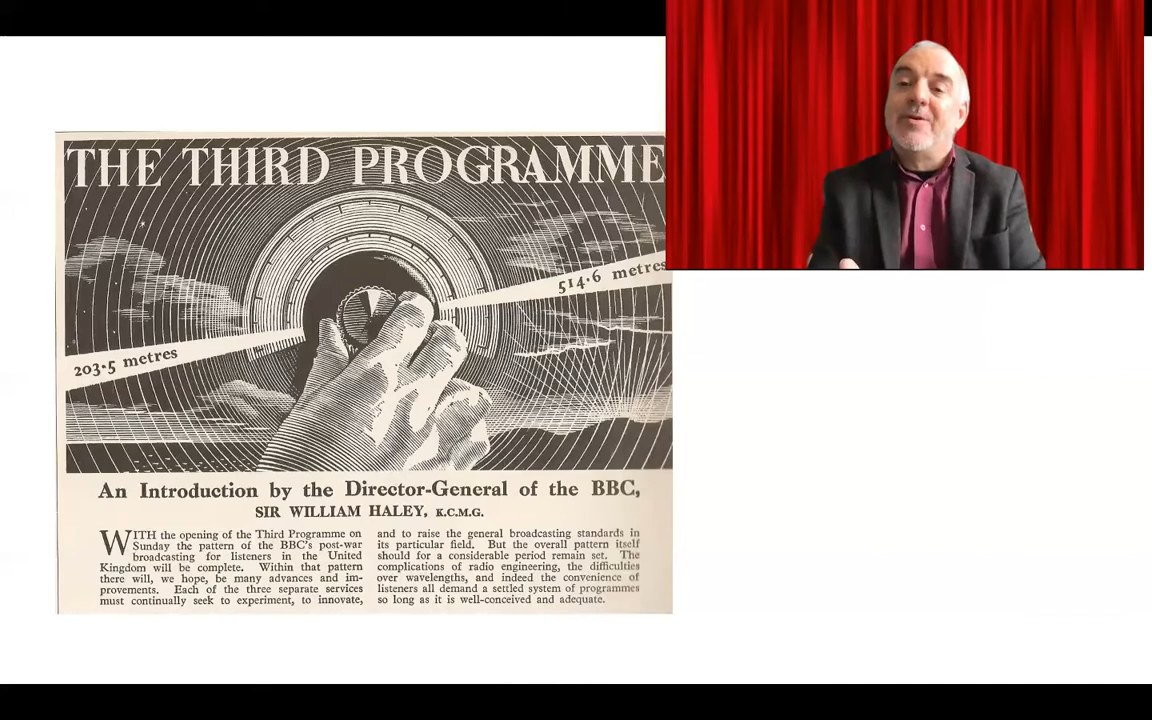 THE THIRD PROGRAMME
514·6 metres
203·5 metres
An Introduction by the Director-General of the BBC,
SIR WILLIAM HALEY, K.C.M.G.
WITH the opening of the Third Programme on
Sunday the pattern of the BBC's post-war
broadcasting for listeners in the United
Kingdom will be complete. Within that pattern
there will, we hope, be many advances and im-
provements. Each of the three separate services
must continually seek to experiment, to innovate,
and to raise the general broadcasting standards in
its particular field. But the overall pattern itself
should for a considerable period remain set. The
complications of radio engineering, the difficulties
over wavelengths, and indeed the convenience of
listeners all demand a settled system of programmes
so long as it is well-conceived and adequate.